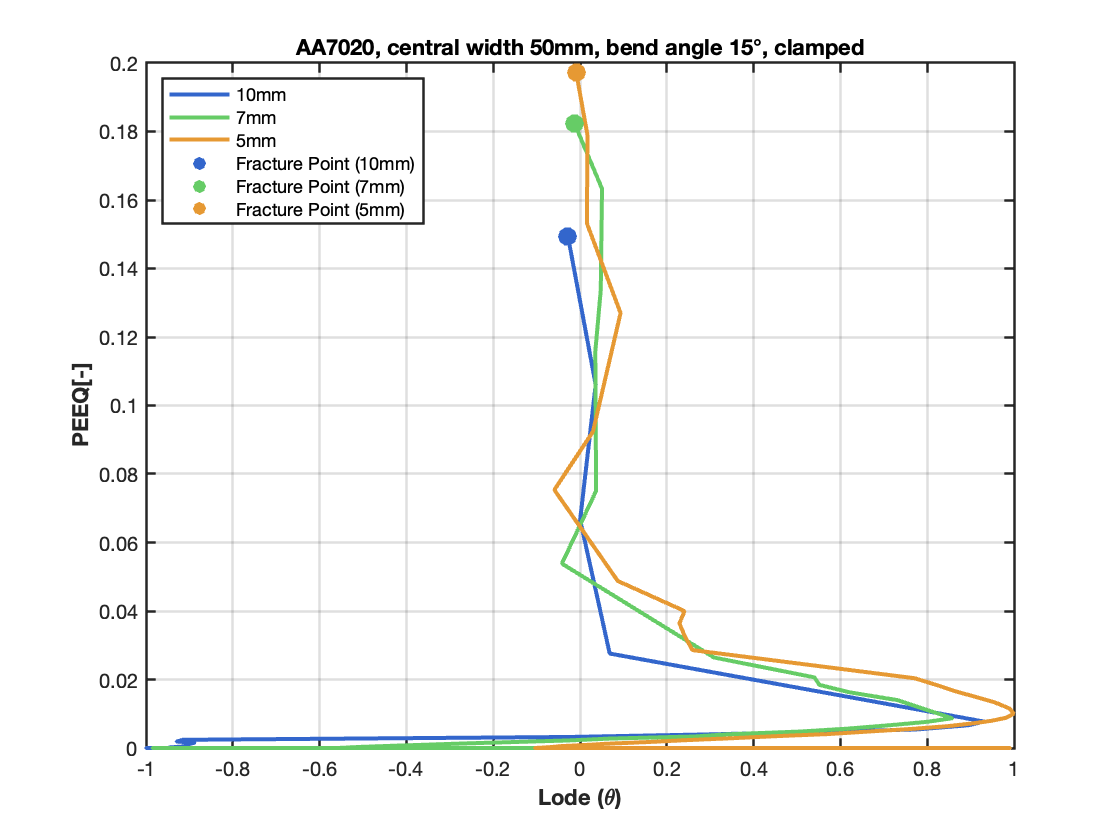 AA7020, central width 50mm, bend angle 15°, clamped
10mm
7mm
5mm
Fracture Point (10mm)
Fracture Point (7mm)
Fracture Point (5mm)
PEEQ[-]
0.2
0.18
0.16
0.14
0.12
0.1
0.08
0.06
0.04
0.02
0
-1 -0.8 -0.6 -0.4 -0.2 0 0.2 0.4 0.6 0.8 1
Lode (θ)